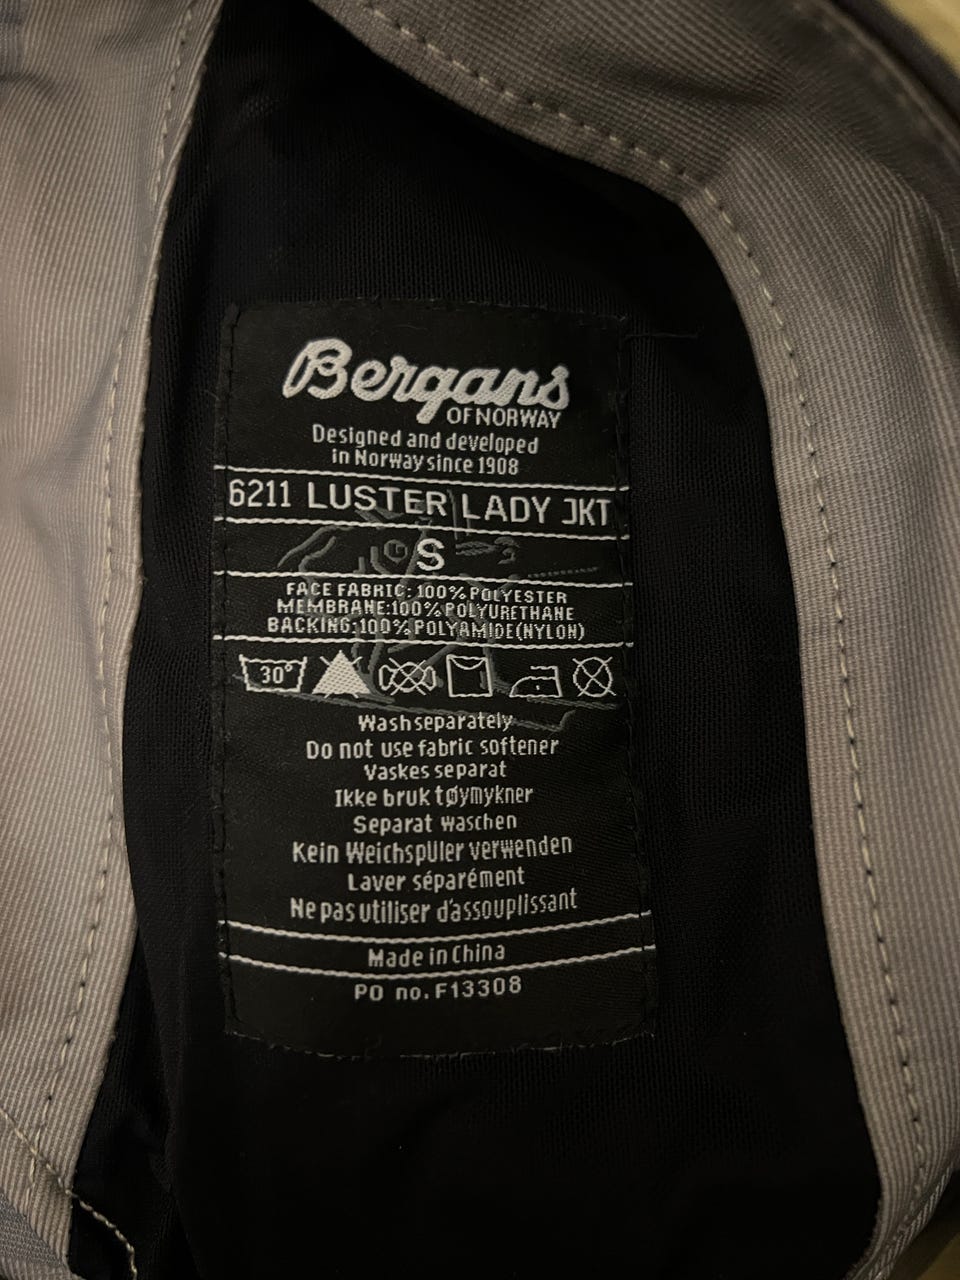 Bergans
OF NORWAY
Designed and developed
in Norway since 1908
6211 LUSTER LADY JKT
S
FACE FABRIC: 100% POLYESTER
MEMBRANE:100% POLYURETHANE
BACKING:100% POLYAMIDE(NYLON)
30°
Wash separately
Do not use fabric softener
Vaskes separat
Ikke bruk tøymykner
Separat waschen
Kein Weichspüler verwenden
Laver séparément
Ne pas utiliser d'assouplissant
Made in China
PO no. F13308